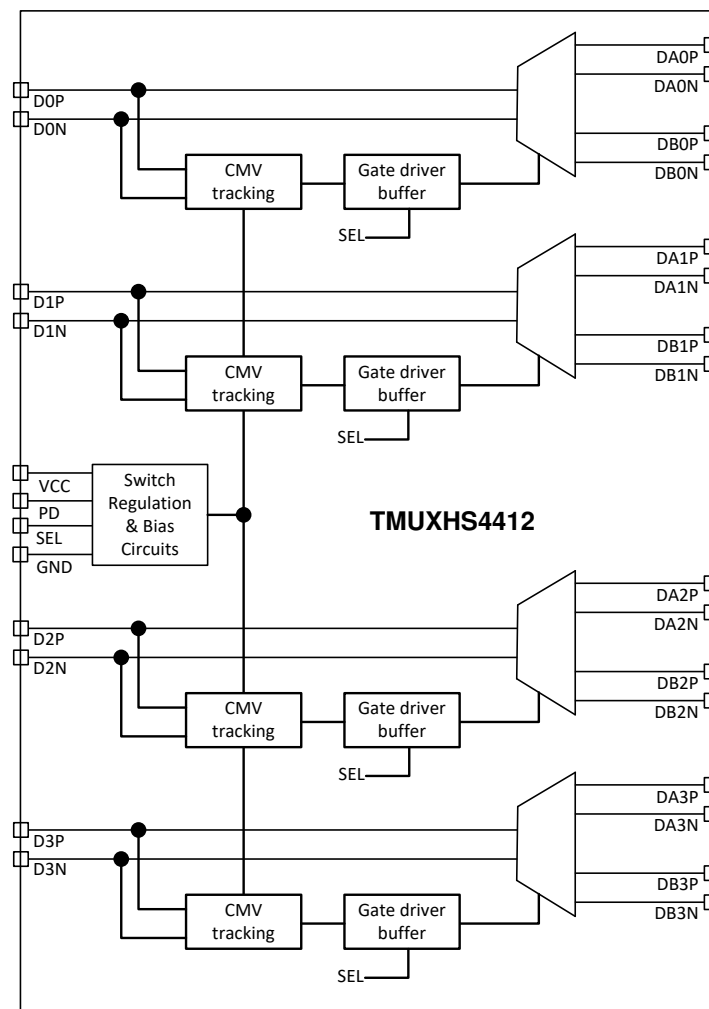 DA0P
D0P
DA0N
D0N
DB0P
CMV
tracking
Gate driver
buffer
DB0N
SEL
DA1P
D1P
DA1N
D1N
DB1P
CMV
tracking
Gate driver
buffer
DB1N
SEL
VCC
PD
SEL
GND
Switch
Regulation
& Bias
Circuits
TMUXHS4412
DA2P
D2P
DA2N
D2N
DB2P
CMV
tracking
Gate driver
buffer
DB2N
SEL
DA3P
D3P
DA3N
D3N
DB3P
CMV
tracking
Gate driver
buffer
DB3N
SEL